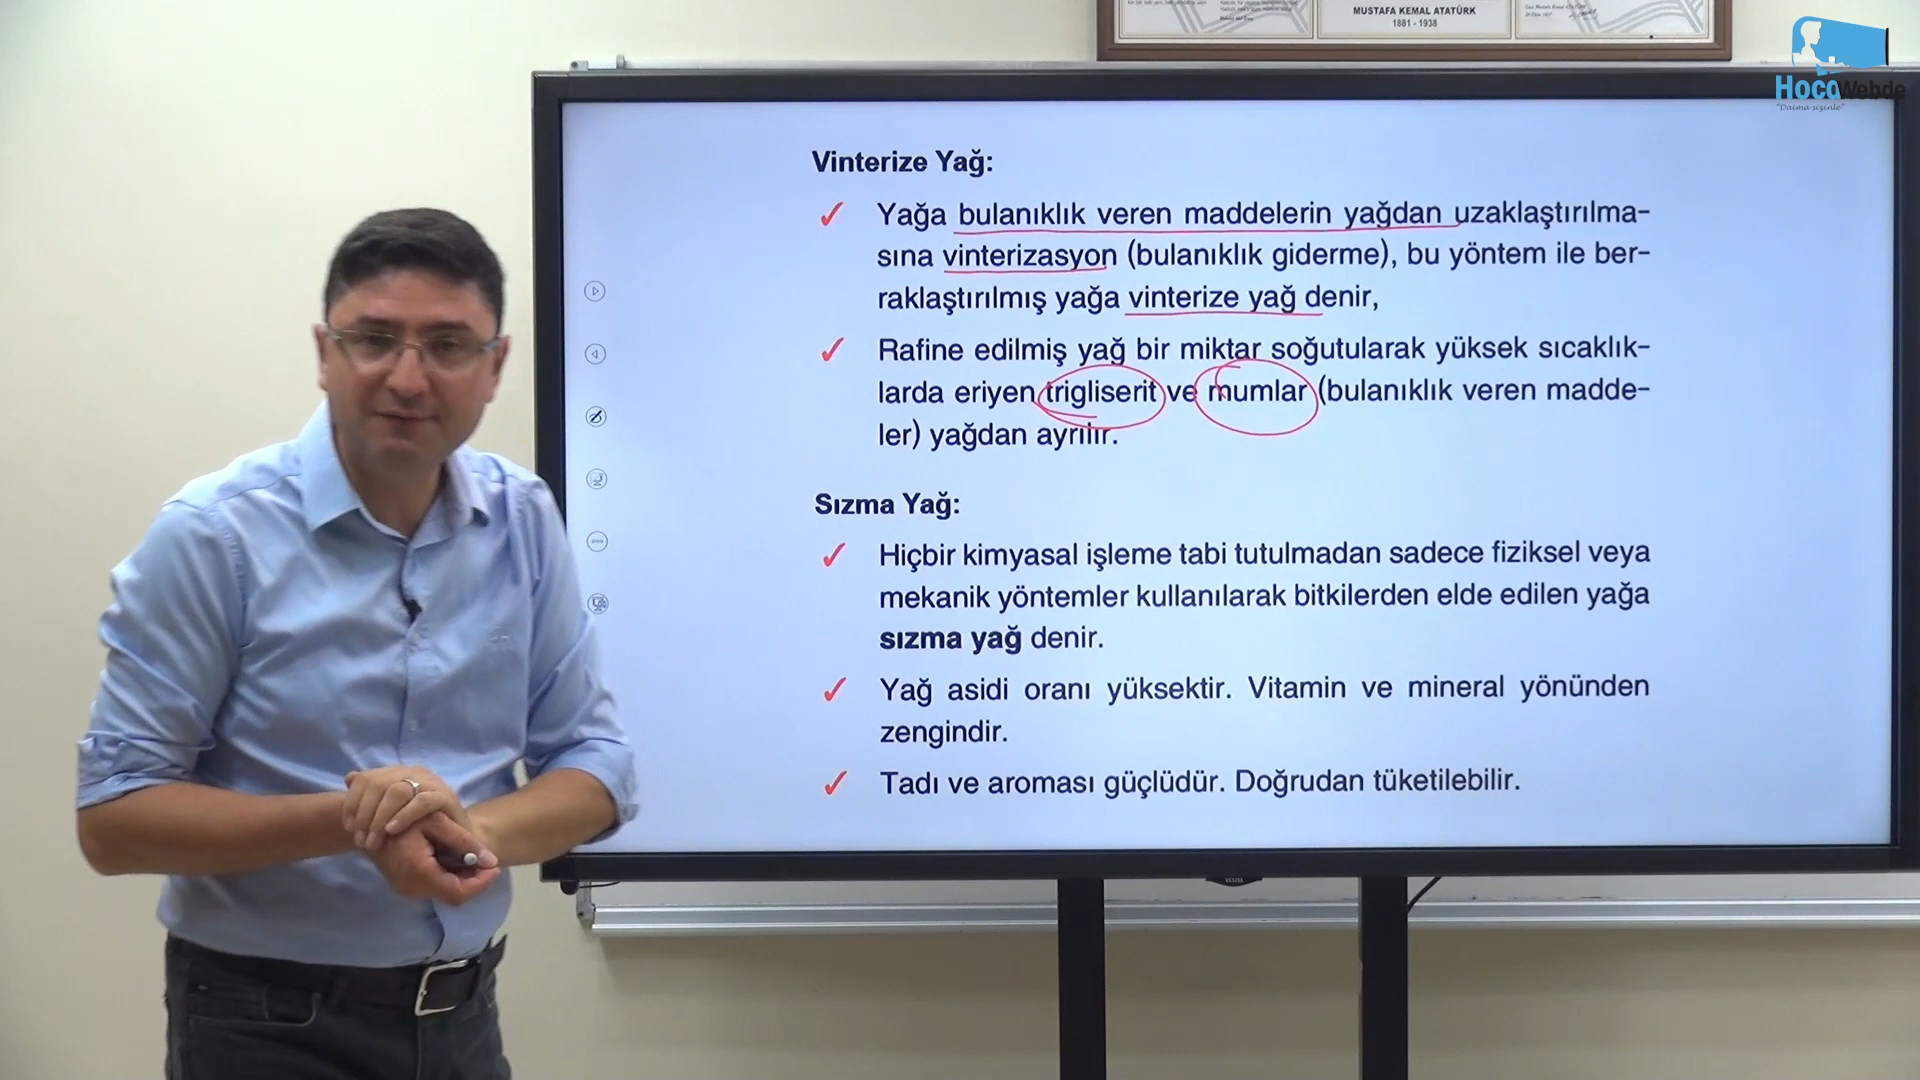 MUSTAFA KEMAL ATATÜRK
1881 - 1938
HocaWebde
"Daima sizinle"
Vinterize Yağ:
✓ Yağa bulanıklık veren maddelerin yağdan uzaklaştırılma-
sına vinterizasyon (bulanıklık giderme), bu yöntem ile ber-
raklaştırılmış yağa vinterize yağ denir,
✓ Rafine edilmiş yağ bir miktar soğutularak yüksek sıcaklık-
larda eriyen trigliserit ve mumlar (bulanıklık veren madde-
ler) yağdan ayrılır.
Sızma Yağ:
✓ Hiçbir kimyasal işleme tabi tutulmadan sadece fiziksel veya
mekanik yöntemler kullanılarak bitkilerden elde edilen yağa
sızma yağ denir.
✓ Yağ asidi oranı yüksektir. Vitamin ve mineral yönünden
zengindir.
✓ Tadı ve aroması güçlüdür. Doğrudan tüketilebilir.
VESTEL